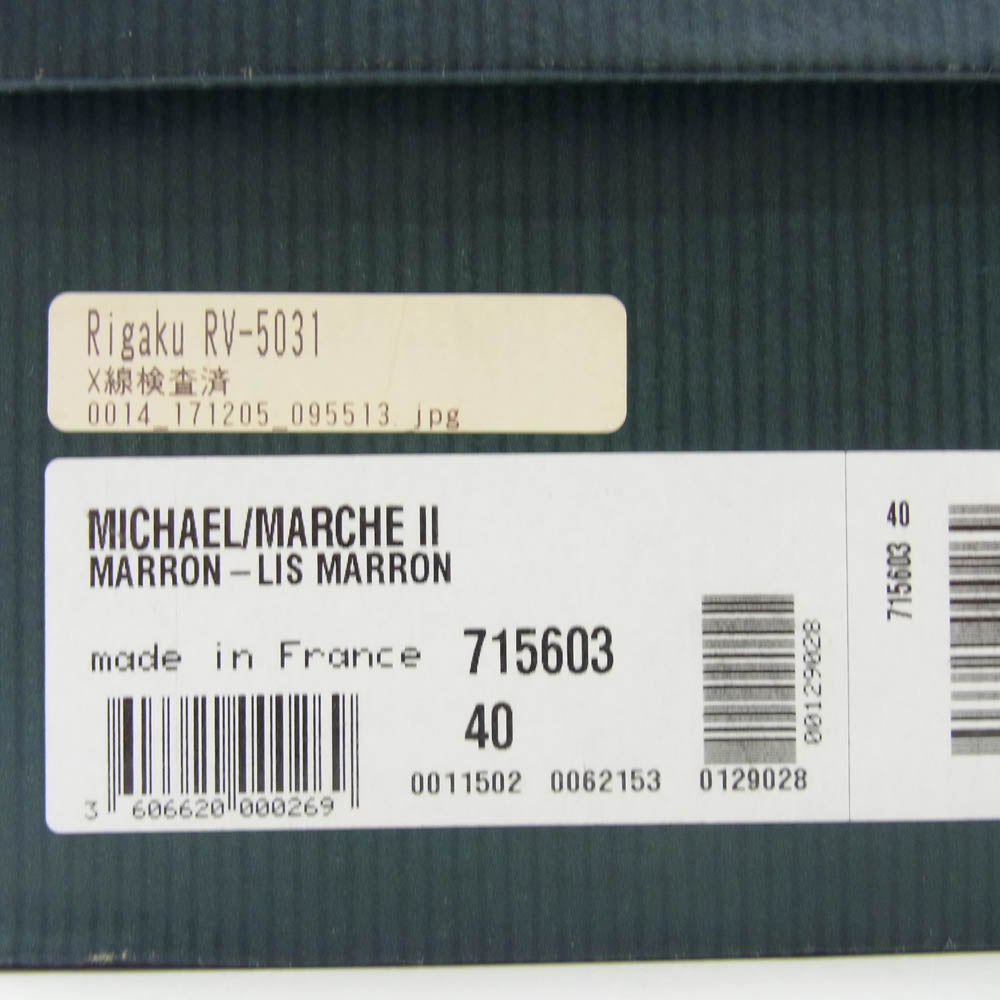 Rigaku RV-5031
X線検査済
0014_171205_095513.jpg
MICHAEL/MARCHE II
MARRON – LIS MARRON
made in France 715603
40
3 606620 000269
0011502 0062153 0129028
00129028
715603 40